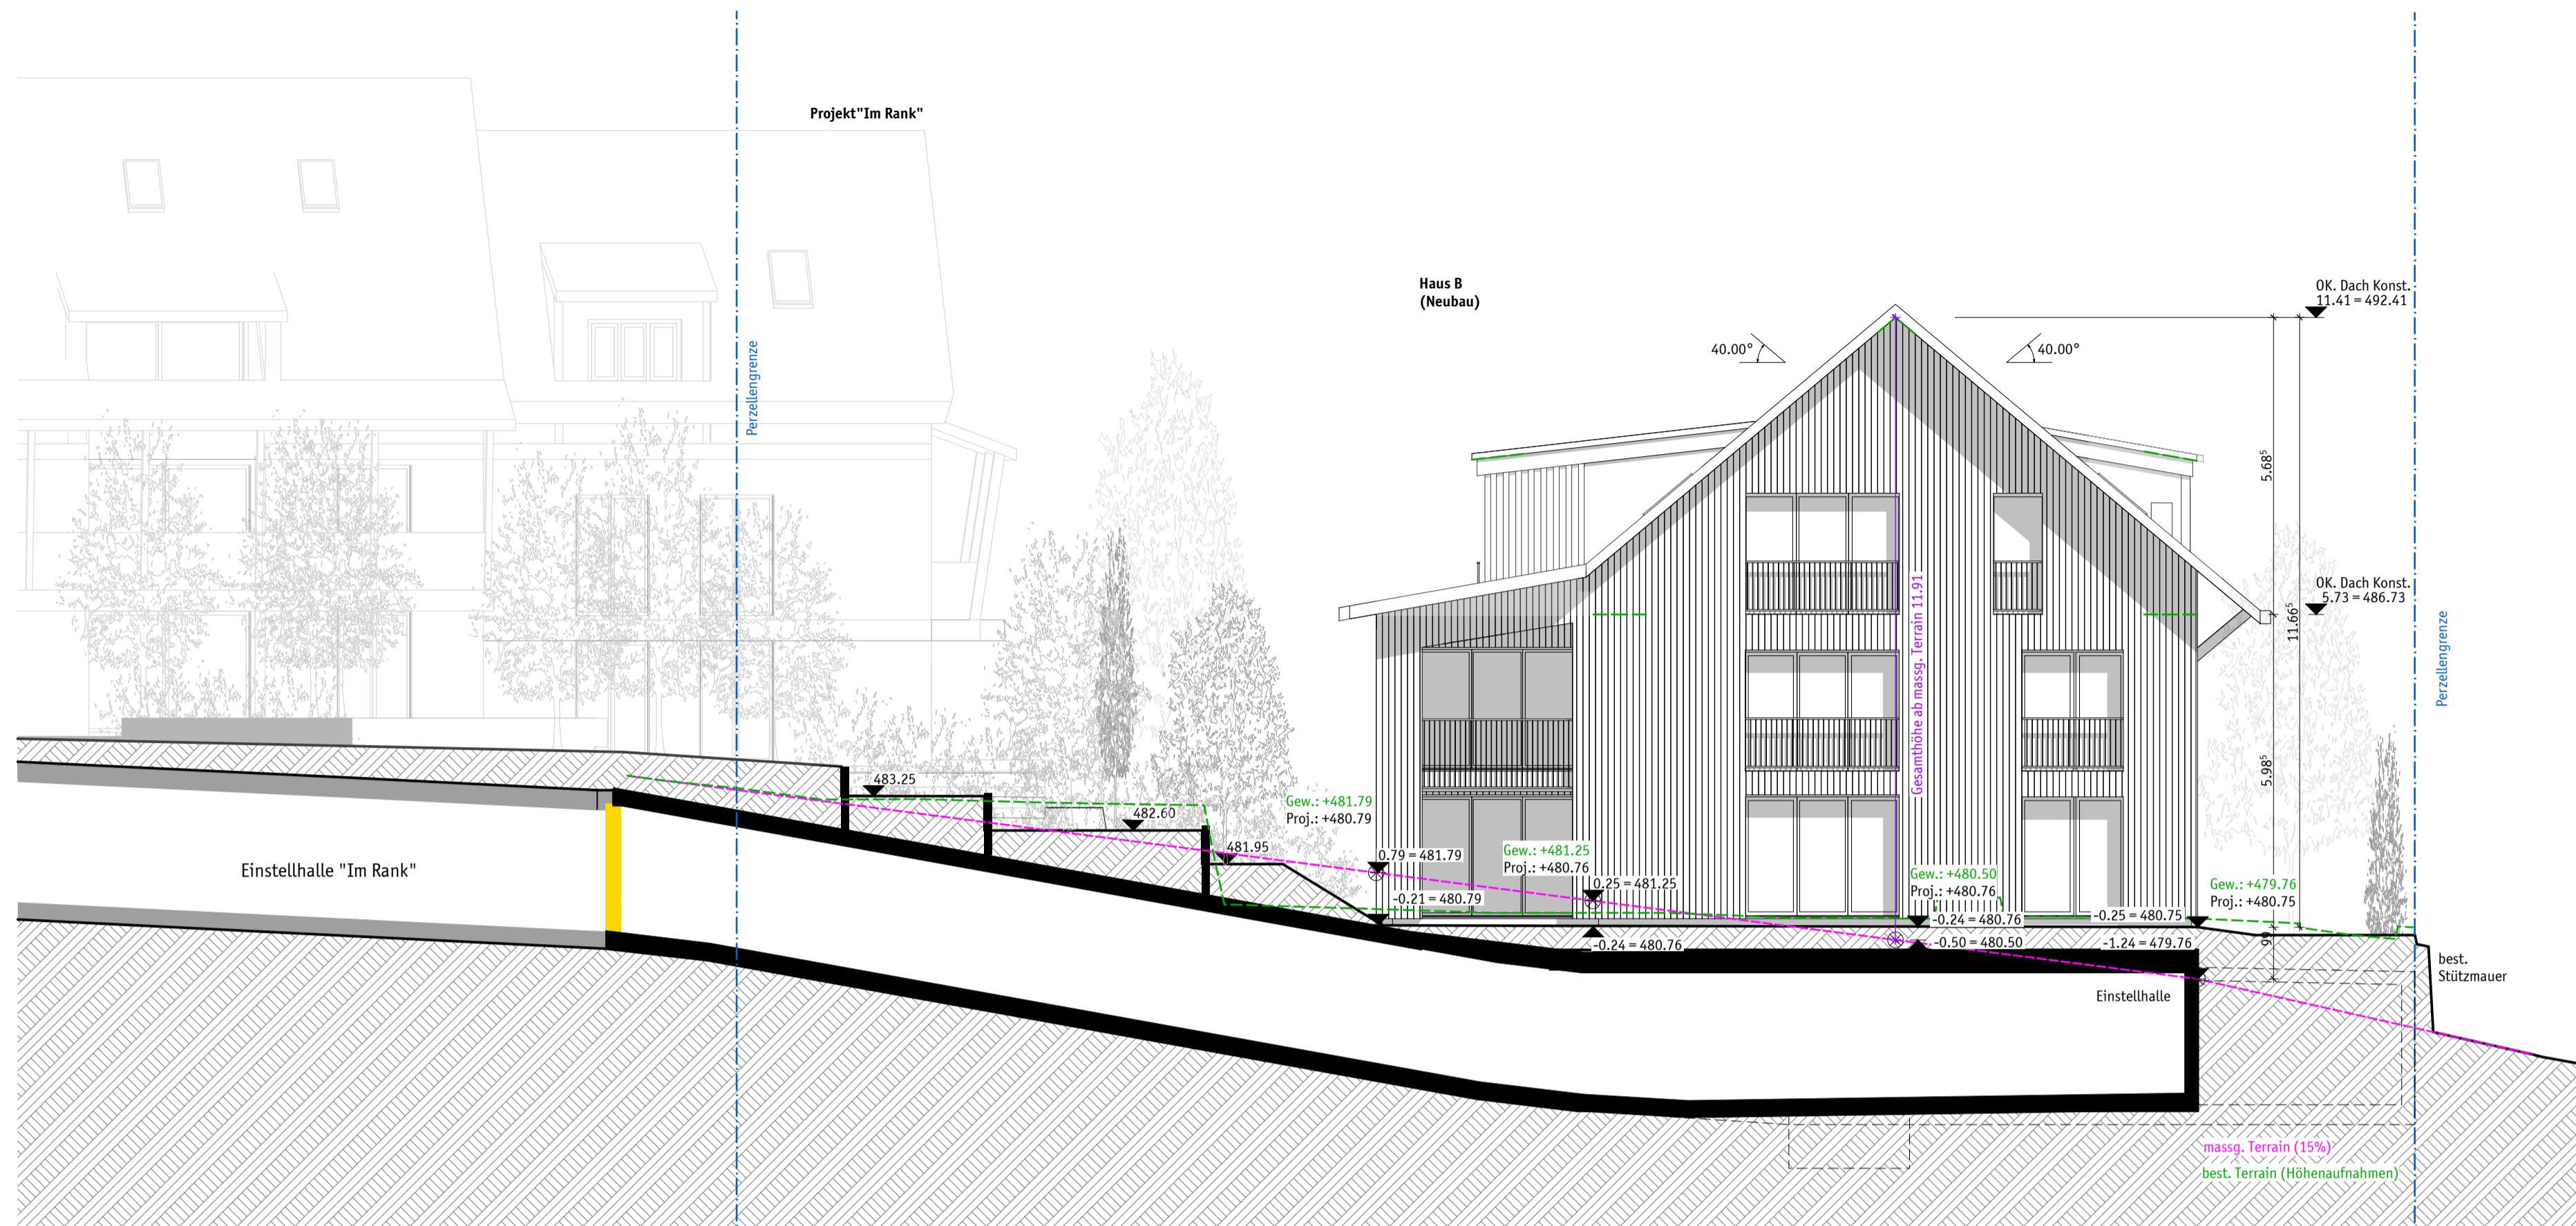 Projekt"Im Rank"
Perzellengrenze
Haus B
(Neubau)
OK. Dach Konst.
11.41 = 492.41
40.00°
40.00°
5.68⁵
OK. Dach Konst.
5.73 = 486.73
11.66⁵
Gesamthöhe ab massg. Terrain 11.91
Perzellengrenze
5.98⁵
483.25
482.60
481.95
Gew.: +481.79
Proj.: +480.79
0.79 = 481.79
-0.21 = 480.79
Gew.: +481.25
Proj.: +480.76
0.25 = 481.25
-0.24 = 480.76
Gew.: +480.50
Proj.: +480.76
-0.24 = 480.76
-0.50 = 480.50
-0.25 = 480.75
-1.24 = 479.76
Gew.: +479.76
Proj.: +480.75
99
Einstellhalle "Im Rank"
Einstellhalle
best.
Stützmauer
massg. Terrain (15%)
best. Terrain (Höhenaufnahmen)